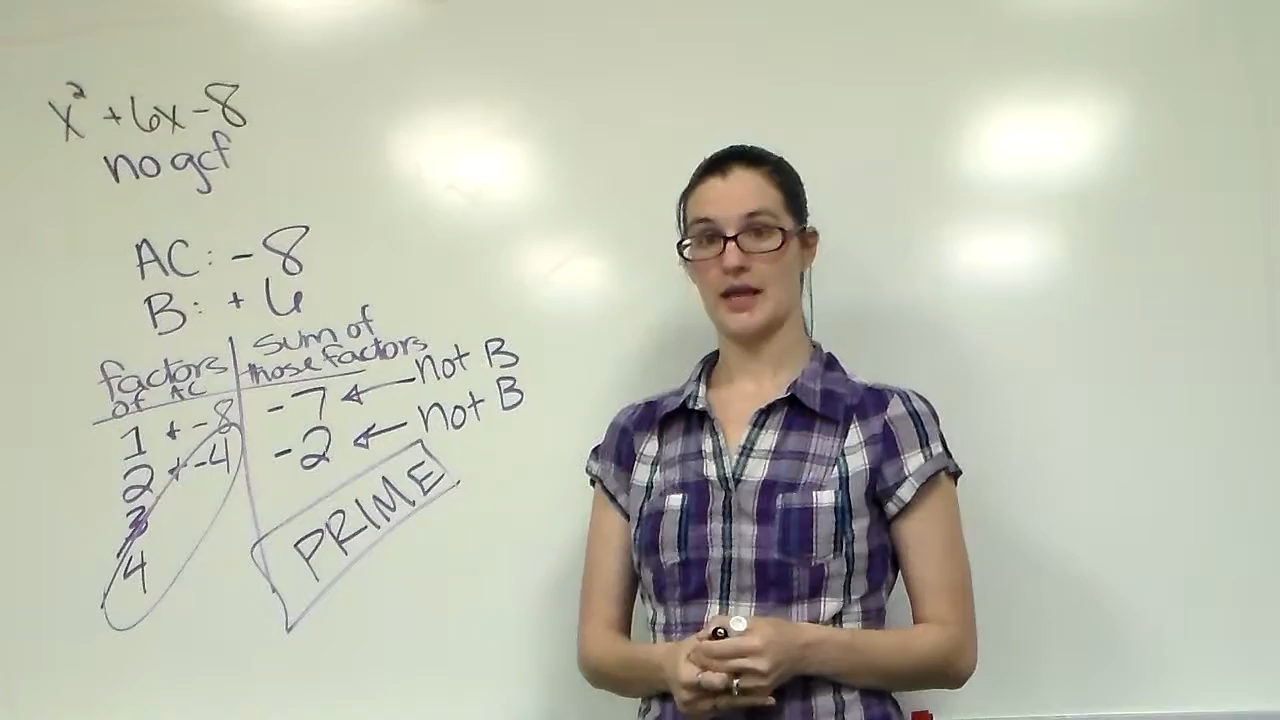 x² + 6x - 8
no gcf
AC: - 8
B: + 6
factors of AC
sum of those factors
1 + -8
-7 ← not B
2 + -4
-2 ← not B
3
4
PRIME